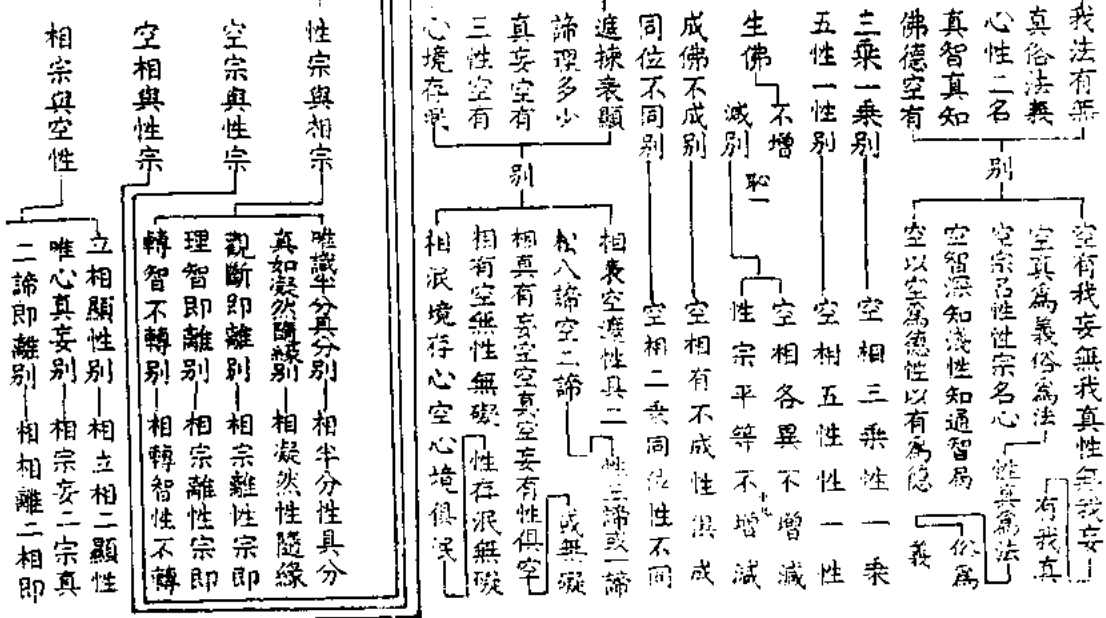 我法有無
真俗法義
心性二名
真智真知
佛德空有
別
空有我妄無我真性無我妄
有我真
空真為義俗為法
性真為法
俗為
義
空宗名性性宗名心
空智深知淺性知通智局
空以空為德性以有為德
三乘一乘別
空相三乘性一乘
五性一性別
空相五性性一性
生佛
不增
減別
恥一
空相各異不增減
性宗平等不增減
成佛不成別
空相有不成性俱成
同位不同別
空相二乘同位性不同
遮揀表顯
諦理多少
真妄空有
三性空有
心境存泯
別
相表空遮性具二
松八諦空二諦
性三諦或一諦
或無礙
相真有妄空空真空妄有性俱空
相有空無性無礙
性存泯無礙
相泯境存心空心境俱泯
性宗與相宗
空宗與性宗
唯識半分具分別
相半分性具分
真如凝然隨緣別
相凝然性隨緣
觀斷即離別
相宗離性宗即
理智即離別
相宗離性宗即
轉智不轉別
相轉智性不轉
空相與性宗
相宗與空性
立相顯性別
相立相二顯性
唯心真妄別
相宗妄二宗真
二諦即離別
相相離二相即